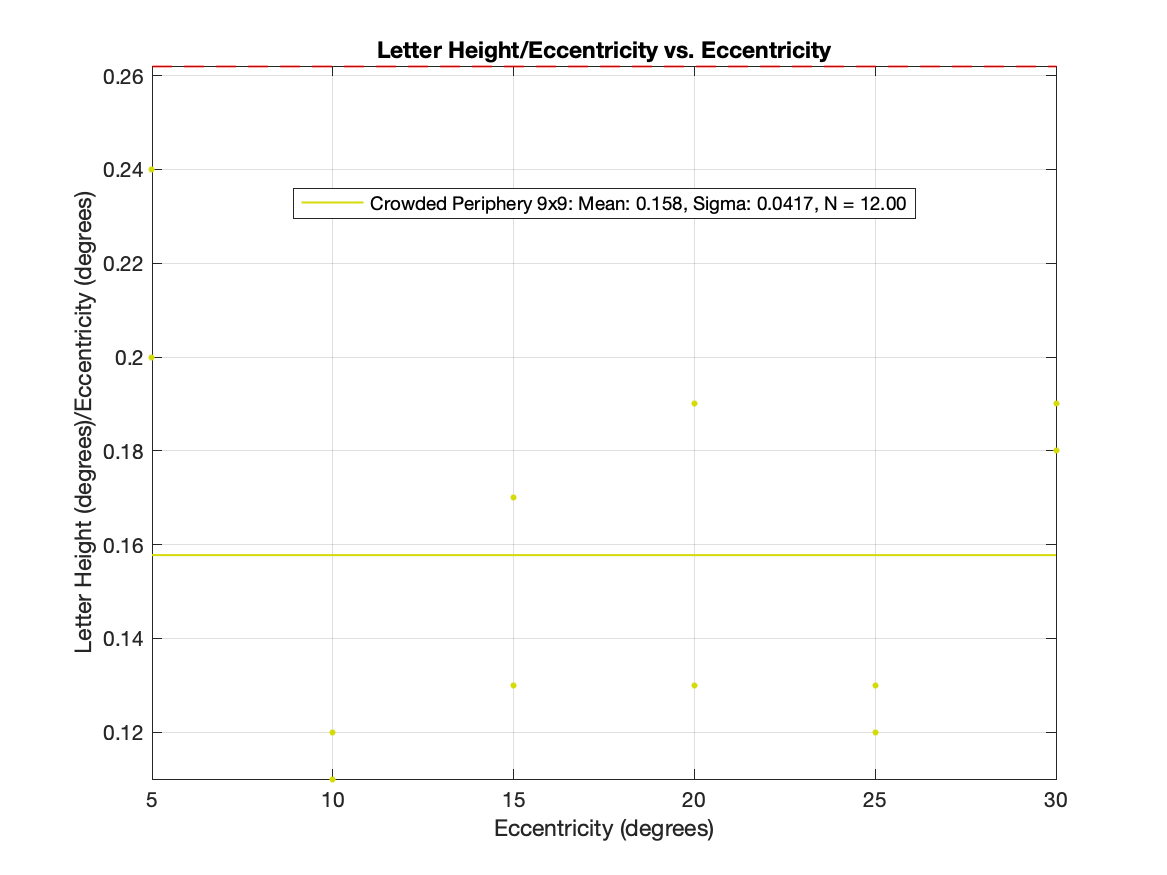 Letter Height/Eccentricity vs. Eccentricity
0.26
0.24
Crowded Periphery 9x9: Mean: 0.158, Sigma: 0.0417, N = 12.00
0.22
0.2
0.18
0.16
0.14
0.12
Letter Height (degrees)/Eccentricity (degrees)
5 10 15 20 25 30
Eccentricity (degrees)